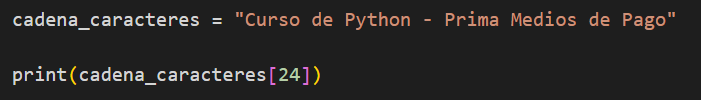 cadena_caracteres = "Curso de Python - Prima Medios de Pago"
print(cadena_caracteres[24])